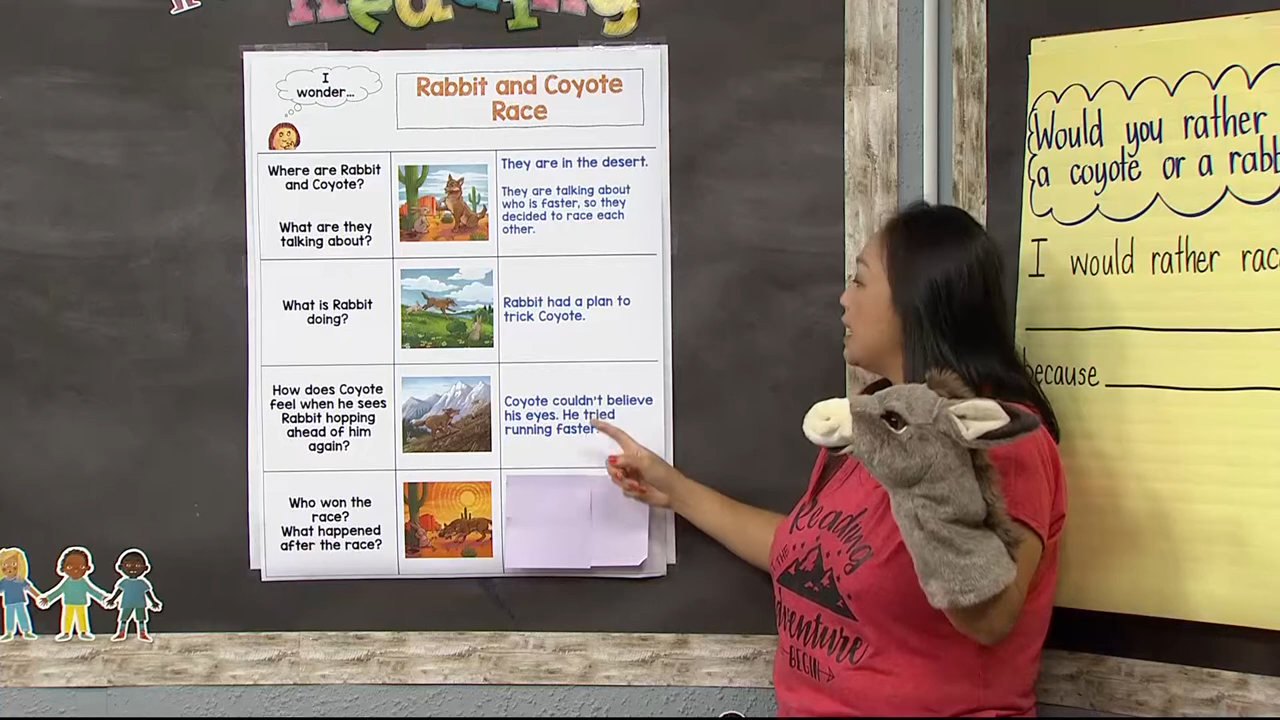 Reading
I
wonder...
Rabbit and Coyote
Race
Where are Rabbit
and Coyote?
What are they
talking about?
They are in the desert.
They are talking about
who is faster, so they
decided to race each
other.
What is Rabbit
doing?
Rabbit had a plan to
trick Coyote.
How does Coyote
feel when he sees
Rabbit hopping
ahead of him
again?
Coyote couldn't believe
his eyes. He tried
running faster.
Who won the
race?
What happened
after the race?
Would you rather
a coyote or a
I would rather
because
Reading
THE
BEGIN